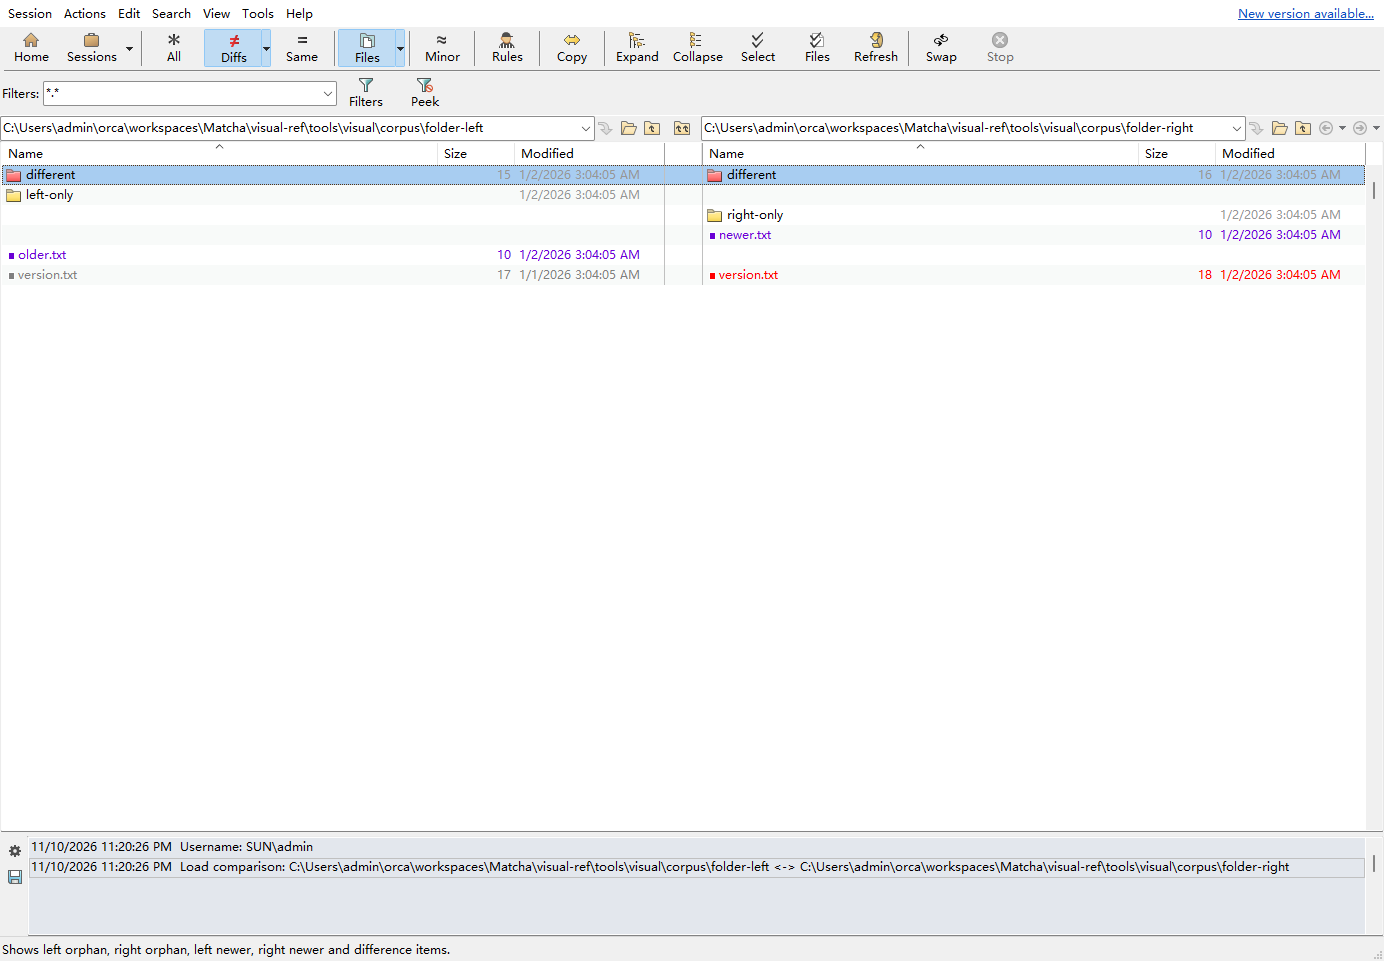 Session Actions Edit Search View Tools Help New version available...
Home Sessions All Diffs Same Files Minor Rules Copy Expand Collapse Select Files Refresh Swap Stop
Filters: *.* Filters Peek
C:\Users\admin\orca\workspaces\Matcha\visual-ref\tools\visual\corpus\folder-left C:\Users\admin\orca\workspaces\Matcha\visual-ref\tools\visual\corpus\folder-right
Name Size Modified Name Size Modified
different 15 1/2/2026 3:04:05 AM different 16 1/2/2026 3:04:05 AM
left-only 1/2/2026 3:04:05 AM
right-only 1/2/2026 3:04:05 AM
newer.txt 10 1/2/2026 3:04:05 AM
older.txt 10 1/2/2026 3:04:05 AM
version.txt 17 1/1/2026 3:04:05 AM version.txt 18 1/2/2026 3:04:05 AM
11/10/2026 11:20:26 PM Username: SUN\admin
11/10/2026 11:20:26 PM Load comparison: C:\Users\admin\orca\workspaces\Matcha\visual-ref\tools\visual\corpus\folder-left <-> C:\Users\admin\orca\workspaces\Matcha\visual-ref\tools\visual\corpus\folder-right
Shows left orphan, right orphan, left newer, right newer and difference items.